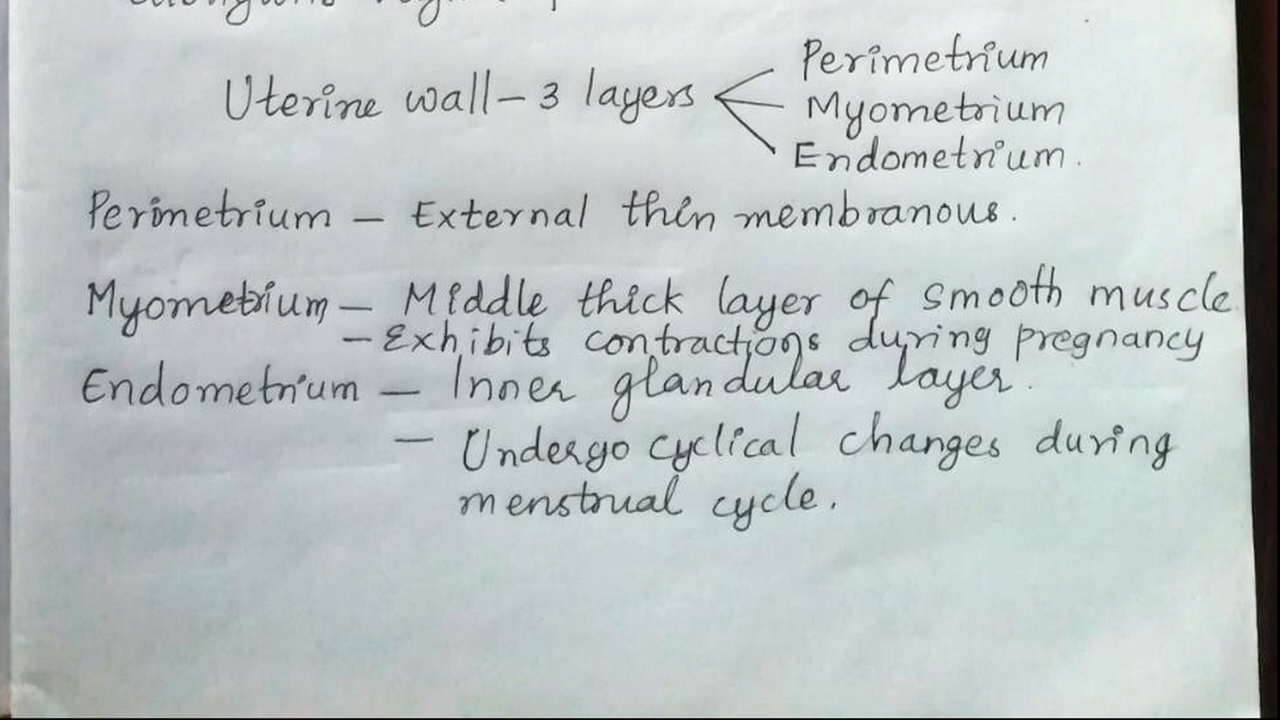 Perimetrium
Uterine wall - 3 layers
Myometrium
Endometrium.
Perimetrium - External thin membranous.
Myometrium - Middle thick layer of smooth muscle
- Exhibits contractions during pregnancy
Endometrium - Inner glandular layer.
- Undergo cyclical changes during
menstrual cycle.